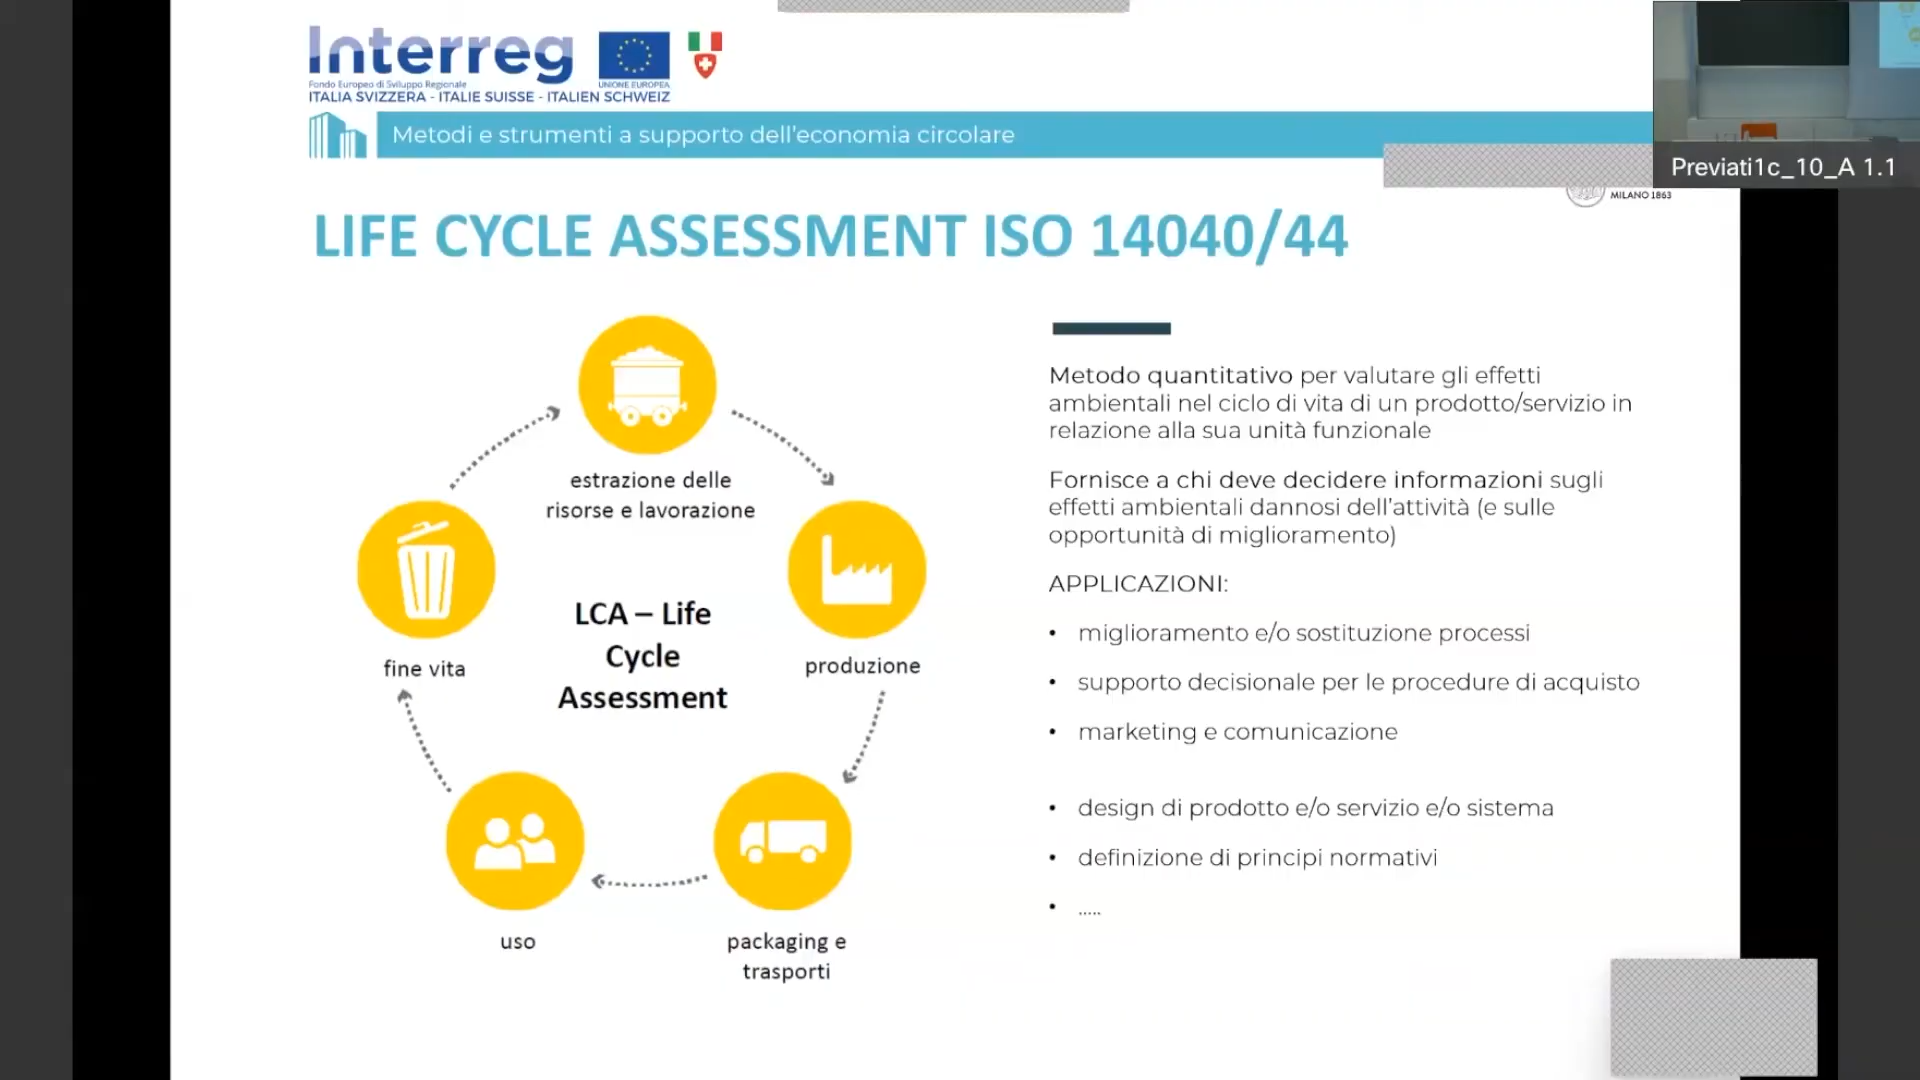 Interreg
Fondo Europeo di Sviluppo Regionale
UNIONE EUROPEA
ITALIA SVIZZERA - ITALIE SUISSE - ITALIEN SCHWEIZ
Metodi e strumenti a supporto dell'economia circolare
Previati1c_10_A 1.1
MILANO 1863
LIFE CYCLE ASSESSMENT ISO 14040/44
estrazione delle
risorse e lavorazione
produzione
packaging e
trasporti
uso
fine vita
LCA – Life
Cycle
Assessment
Metodo quantitativo per valutare gli effetti
ambientali nel ciclo di vita di un prodotto/servizio in
relazione alla sua unità funzionale
Fornisce a chi deve decidere informazioni sugli
effetti ambientali dannosi dell'attività (e sulle
opportunità di miglioramento)
APPLICAZIONI:
• miglioramento e/o sostituzione processi
• supporto decisionale per le procedure di acquisto
• marketing e comunicazione
• design di prodotto e/o servizio e/o sistema
• definizione di principi normativi
• .....